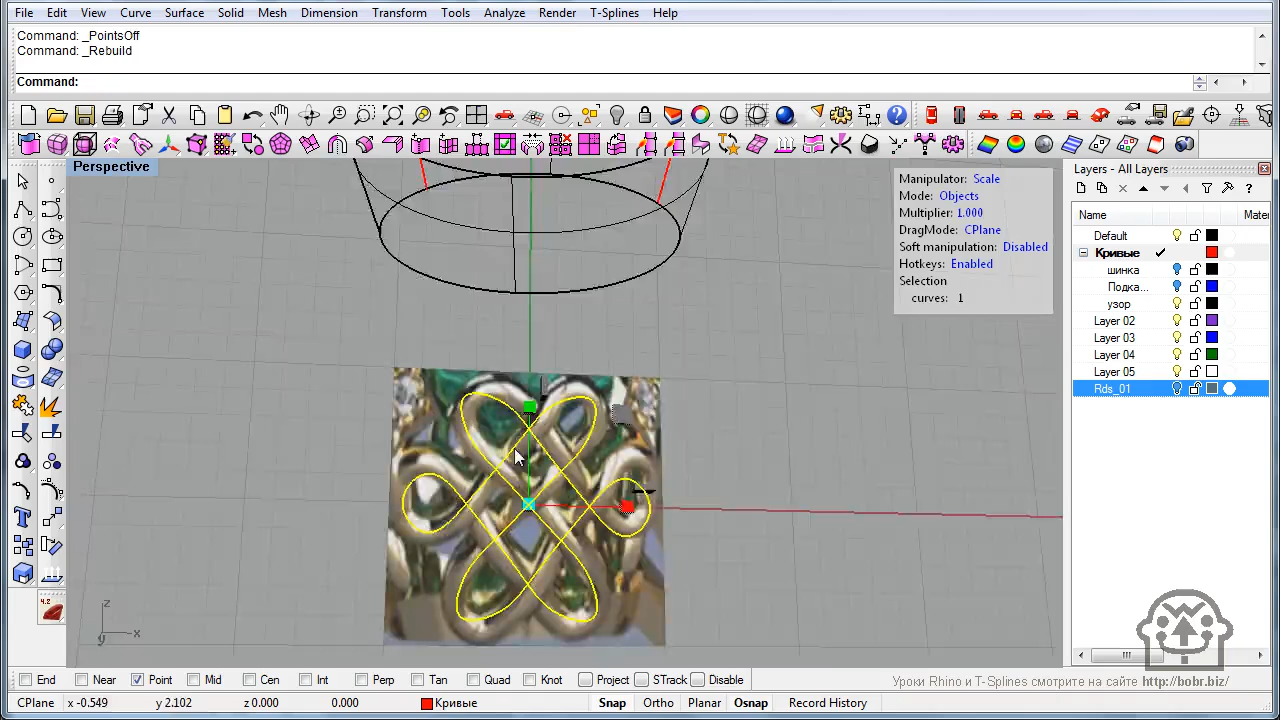 File Edit View Curve Surface Solid Mesh Dimension Transform Tools Analyze Render T-Splines Help
Command: _PointsOff
Command: _Rebuild
Command:
Perspective
Manipulator: Scale
Mode: Objects
Multiplier: 1.000
DragMode: CPlane
Soft manipulation: Disabled
Hotkeys: Enabled
Selection
curves: 1
Layers - All Layers
Name Mater
Default
Кривые
шинка
Подка...
узор
Layer 02
Layer 03
Layer 04
Layer 05
Rds_01
4.2
z
y x
Уроки Rhino и T-Splines смотрите на сайте http://bobr.biz/
End Near Point Mid Cen Int Perp Tan Quad Knot Project STrack Disable
CPlane x -0.549 y 2.102 z 0.000 0.000 Кривые Snap Ortho Planar Osnap Record History